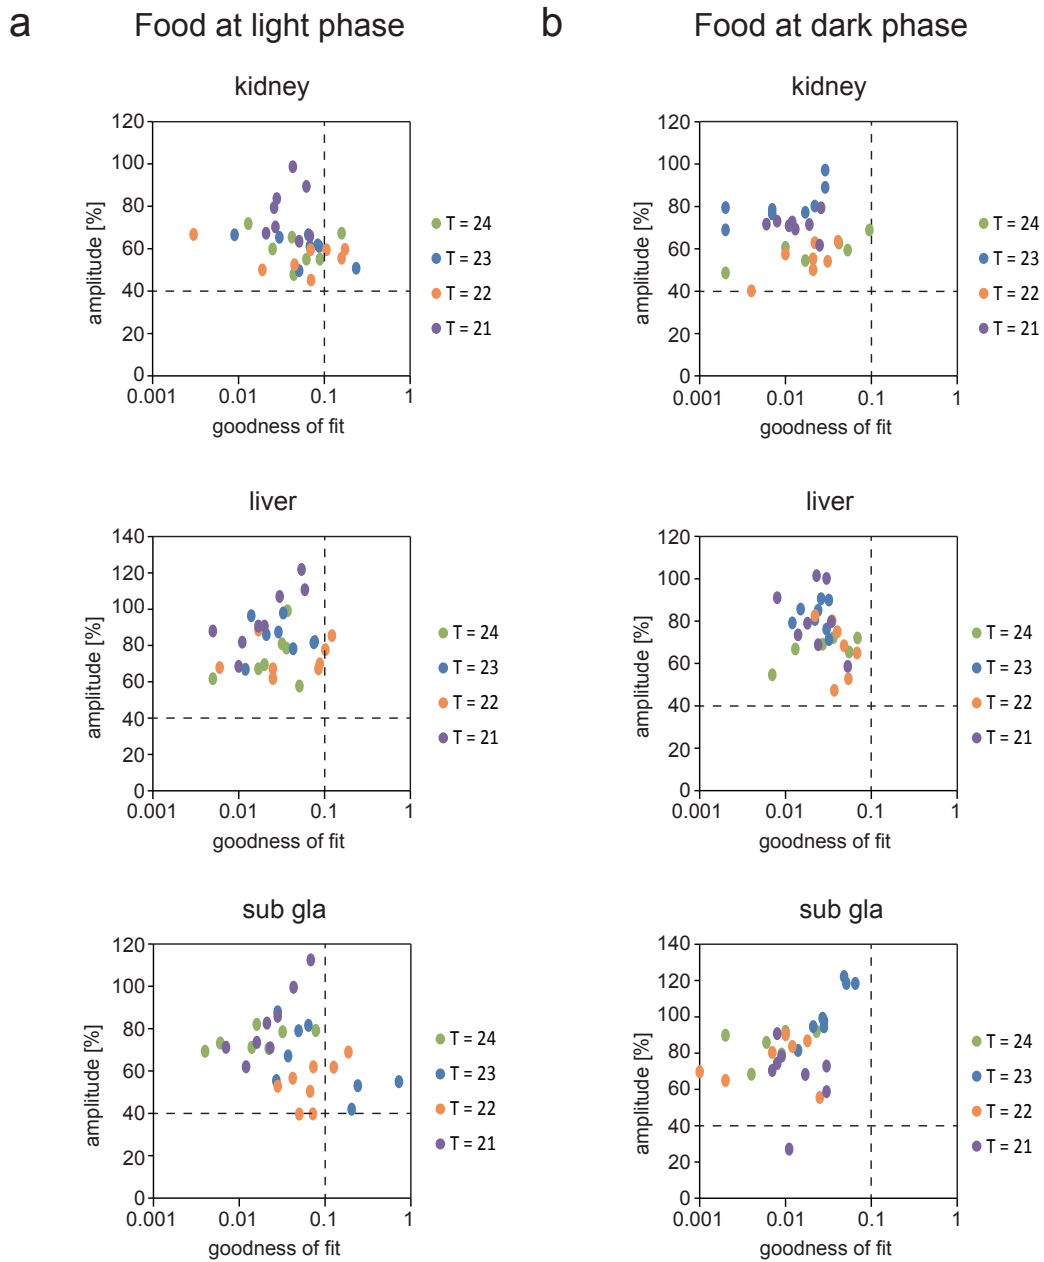 a Food at light phase
b Food at dark phase
kidney
120
100
80
60
40
20
0
amplitude [%]
0.001 0.01 0.1 1
goodness of fit
T = 24
T = 23
T = 22
T = 21
kidney
120
100
80
60
40
20
0
amplitude [%]
0.001 0.01 0.1 1
goodness of fit
T = 24
T = 23
T = 22
T = 21
liver
140
120
100
80
60
40
20
0
amplitude [%]
0.001 0.01 0.1 1
goodness of fit
T = 24
T = 23
T = 22
T = 21
liver
120
100
80
60
40
20
0
amplitude [%]
0.001 0.01 0.1 1
goodness of fit
T = 24
T = 23
T = 22
T = 21
sub gla
120
100
80
60
40
20
0
amplitude [%]
0.001 0.01 0.1 1
goodness of fit
T = 24
T = 23
T = 22
T = 21
sub gla
140
120
100
80
60
40
20
0
amplitude [%]
0.001 0.01 0.1 1
goodness of fit
T = 24
T = 23
T = 22
T = 21